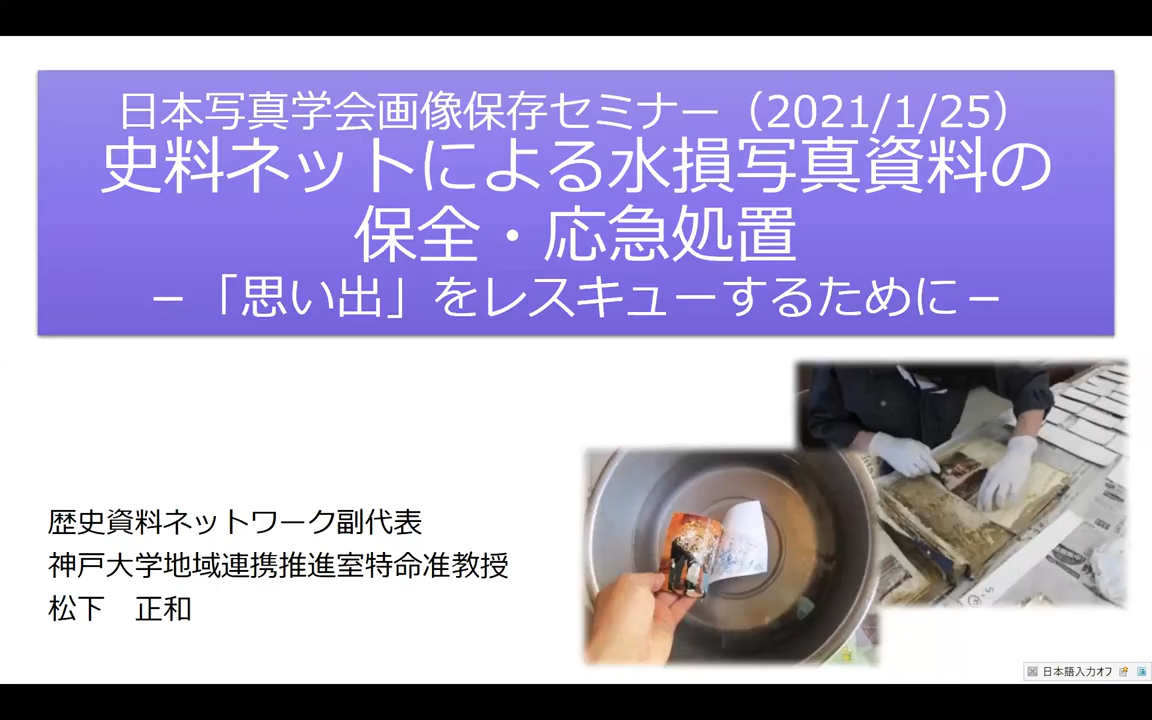 日本写真学会画像保存セミナー（2021/1/25）
史料ネットによる水損写真資料の
保全・応急処置
－「思い出」をレスキューするために－
歴史資料ネットワーク副代表
神戸大学地域連携推進室特命准教授
松下　正和
日本語入力オフ